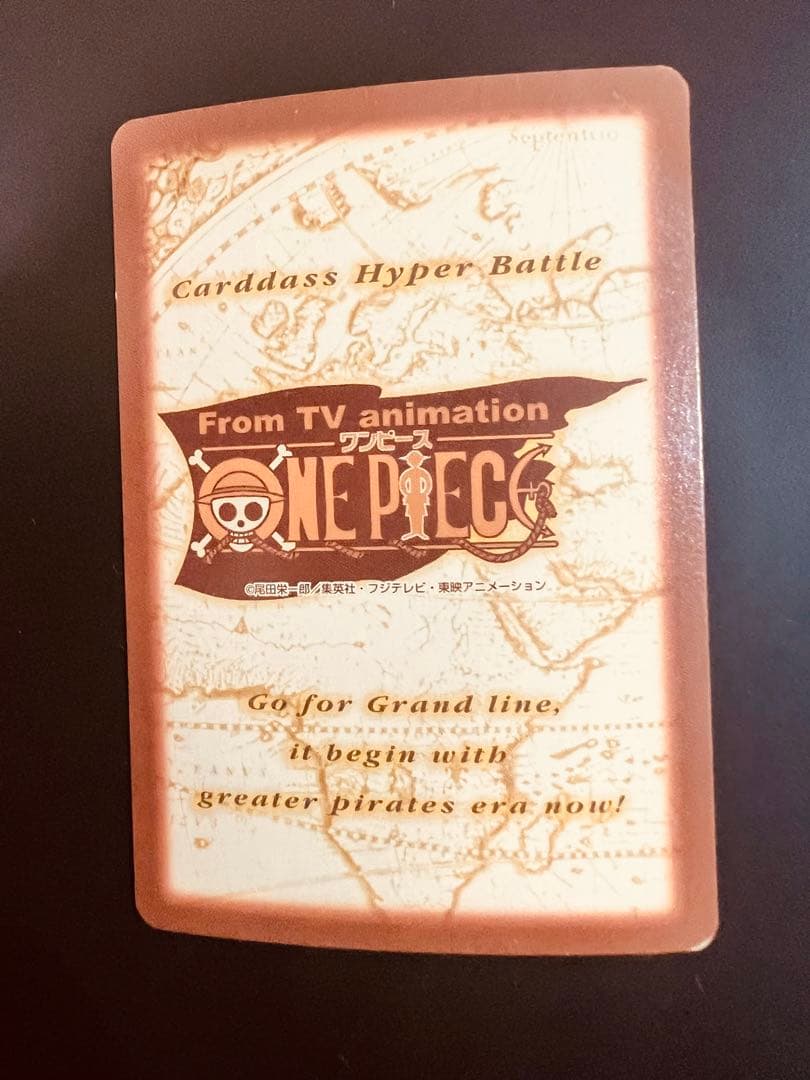 Septentrio
Carddass Hyper Battle
From TV animation
ワンピース
ONE PIECE
©尾田栄一郎／集英社・フジテレビ・東映アニメーション
Go for Grand line,
it begin with
greater pirates era now!